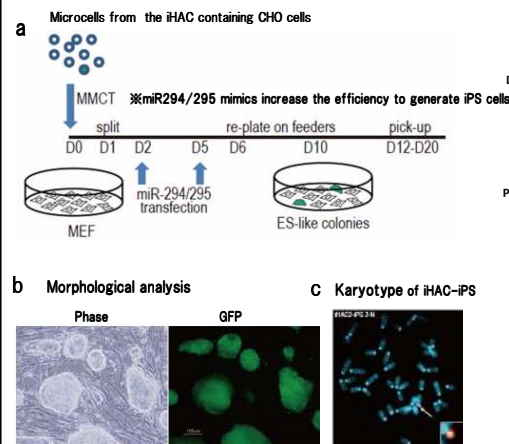 Microcells from the iHAC containing CHO cells
a
MMCT ※miR294/295 mimics increase the efficiency to generate iPS cells
split re-plate on feeders pick-up
D0 D1 D2 D5 D6 D10 D12-D20
miR-294/295
transfection
MEF
ES-like colonies
D
P
b Morphological analysis
Phase GFP
c Karyotype of iHAC-iPS